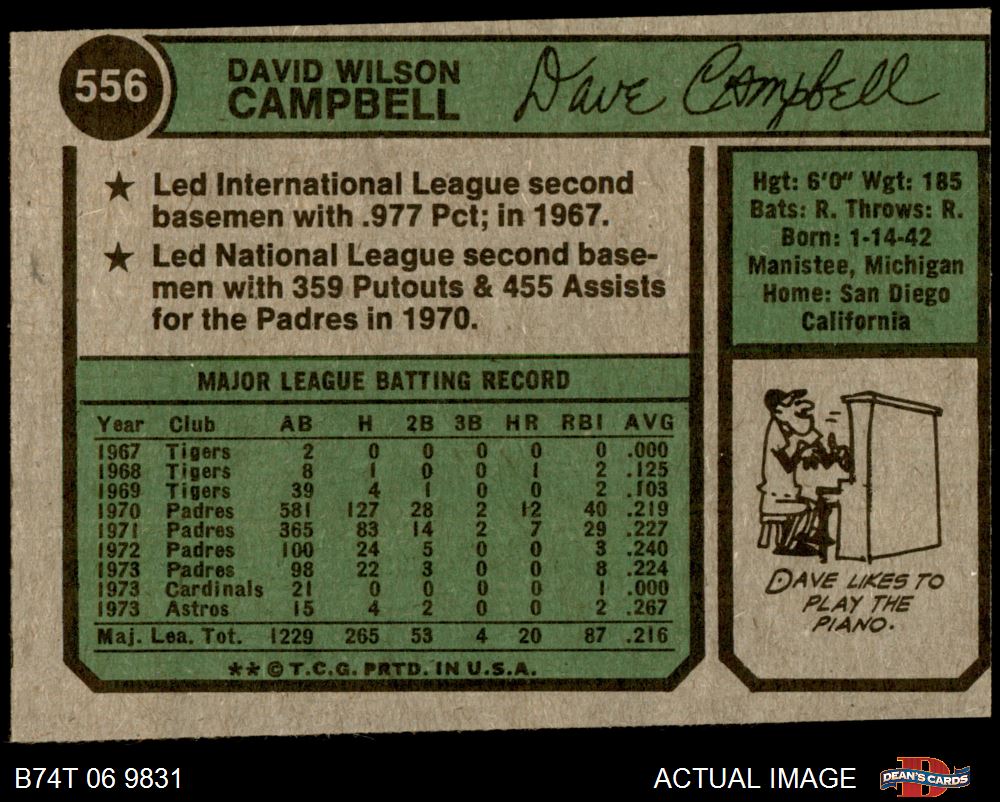 556
DAVID WILSON
CAMPBELL
Dave Campbell
★ Led International League second
basemen with .977 Pct; in 1967.
★ Led National League second base-
men with 359 Putouts & 455 Assists
for the Padres in 1970.
MAJOR LEAGUE BATTING RECORD
Year Club AB H 2B 3B HR RBI AVG
1967 Tigers 2 0 0 0 0 0 .000
1968 Tigers 8 1 0 0 1 2 .125
1969 Tigers 39 4 1 0 0 2 .103
1970 Padres 581 127 28 2 12 40 .219
1971 Padres 365 83 14 2 7 29 .227
1972 Padres 100 24 5 0 0 3 .240
1973 Padres 98 22 3 0 0 8 .224
1973 Cardinals 21 0 0 0 0 1 .000
1973 Astros 15 4 2 0 0 2 .267
Maj. Lea. Tot. 1229 265 53 4 20 87 .216
★★ © T.C.G. PRTD. IN U.S.A.
Hgt: 6'0" Wgt: 185
Bats: R. Throws: R.
Born: 1-14-42
Manistee, Michigan
Home: San Diego
California
DAVE LIKES TO
PLAY THE
PIANO.
B74T 06 9831
ACTUAL IMAGE
DEAN'S CARDS